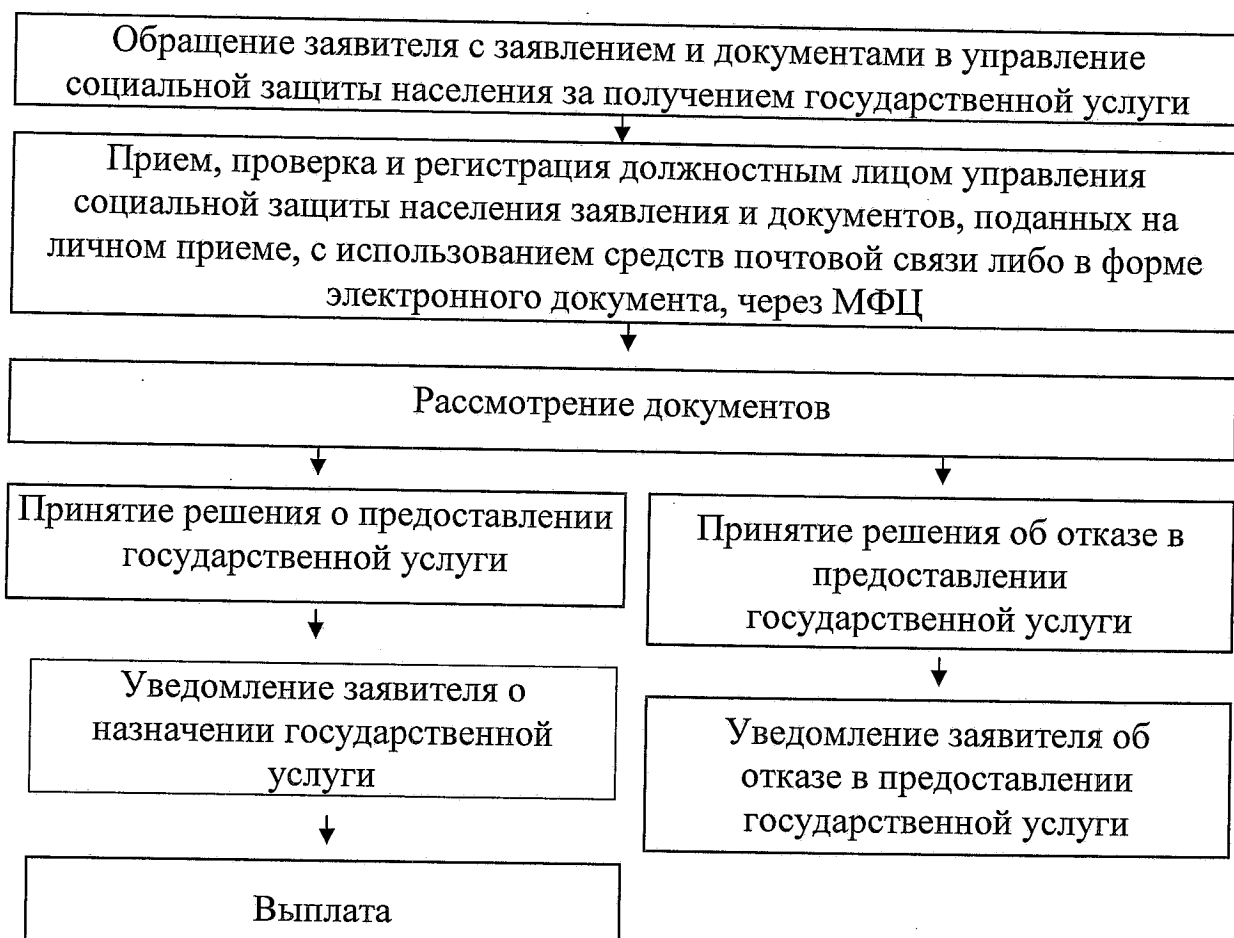 Обращение заявителя с заявлением и документами в управление
социальной защиты населения за получением государственной услуги
Прием, проверка и регистрация должностным лицом управления
социальной защиты населения заявления и документов, поданных на
личном приеме, с использованием средств почтовой связи либо в форме
электронного документа, через МФЦ
Рассмотрение документов
Принятие решения о предоставлении
государственной услуги
Принятие решения об отказе в
предоставлении
государственной услуги
Уведомление заявителя о
назначении государственной
услуги
Уведомление заявителя об
отказе в предоставлении
государственной услуги
Выплата